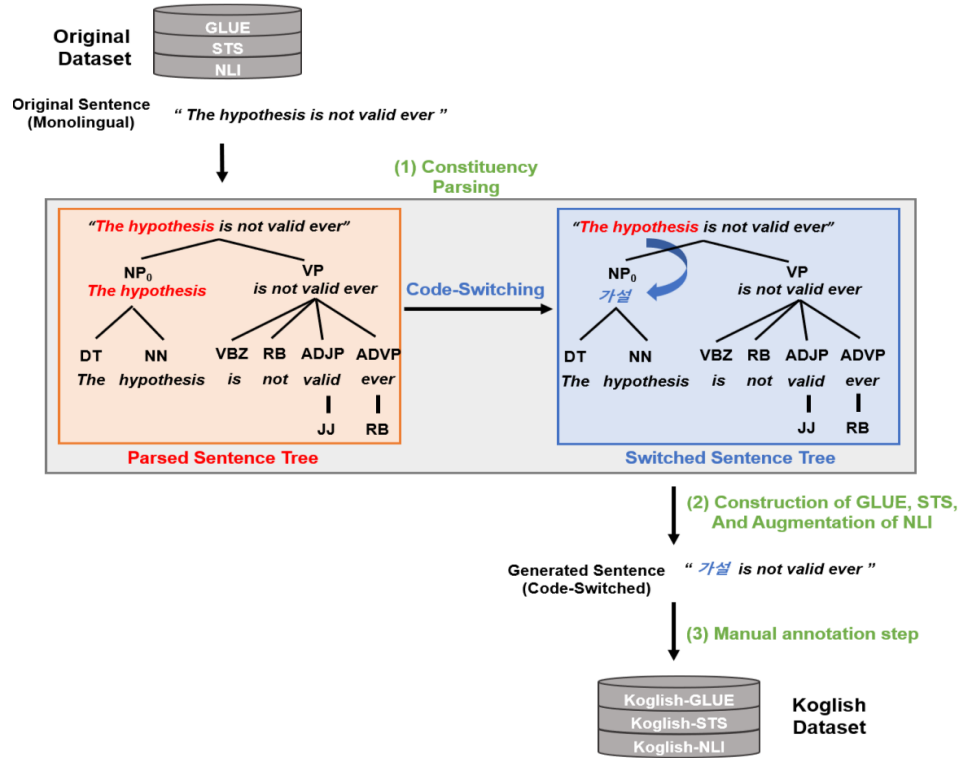 Original
Dataset
GLUE
STS
NLI
Original Sentence
(Monolingual)
“ The hypothesis is not valid ever ”
(1) Constituency
Parsing
“The hypothesis is not valid ever”
NP0
VP
The hypothesis
is not valid ever
DT NN VBZ RB ADJP ADVP
The hypothesis is not valid ever
JJ RB
Parsed Sentence Tree
Code-Switching
“The hypothesis is not valid ever”
NP0
VP
가설
is not valid ever
DT NN VBZ RB ADJP ADVP
The hypothesis is not valid ever
JJ RB
Switched Sentence Tree
(2) Construction of GLUE, STS,
And Augmentation of NLI
Generated Sentence
(Code-Switched)
“ 가설 is not valid ever ”
(3) Manual annotation step
Koglish-GLUE
Koglish-STS
Koglish-NLI
Koglish
Dataset